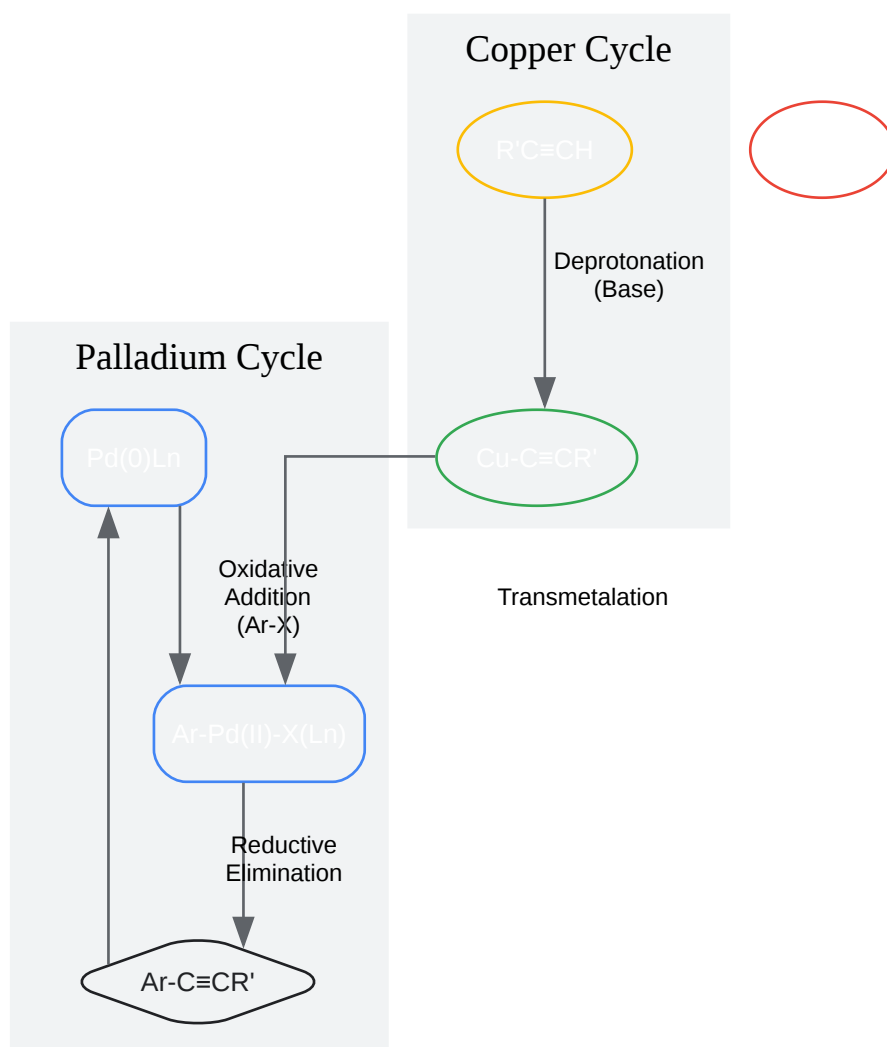 Copper Cycle
R'C≡CH
Deprotonation
(Base)
Palladium Cycle
Pd(0)Ln
Cu-C≡CR'
Oxidative
Addition
(Ar-X)
Transmetalation
Ar-Pd(II)-X(Ln)
Reductive
Elimination
Ar-C≡CR'